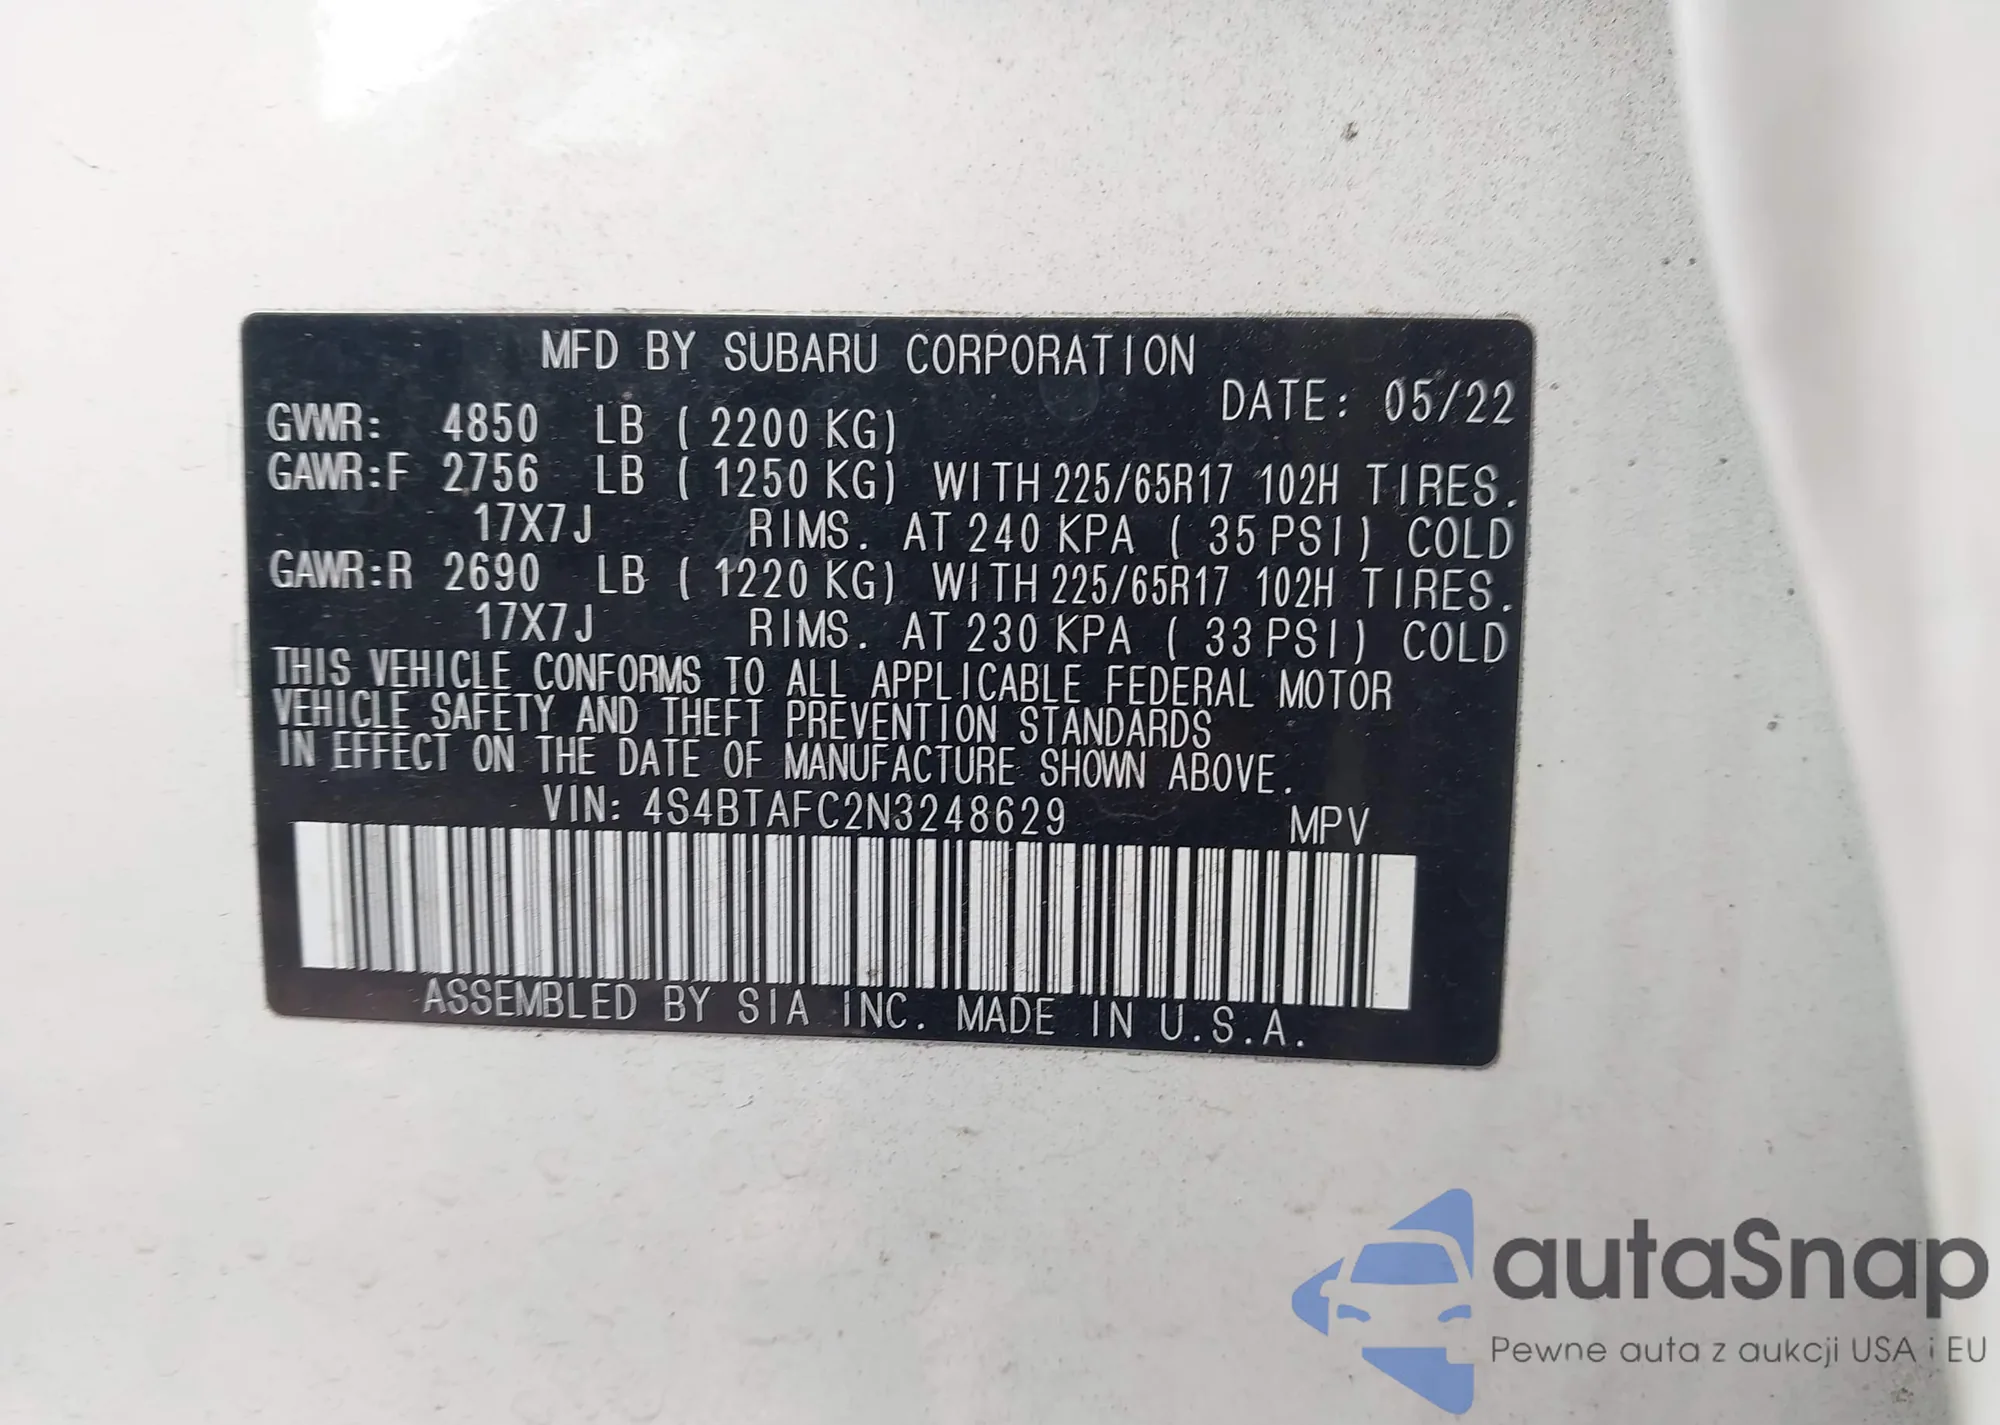 MFD BY SUBARU CORPORATION
DATE: 05/22
GVWR: 4850 LB ( 2200 KG)
GAWR:F 2756 LB ( 1250 KG) WITH 225/65R17 102H TIRES.
17X7J RIMS. AT 240 KPA ( 35 PSI) COLD
GAWR:R 2690 LB ( 1220 KG) WITH 225/65R17 102H TIRES.
17X7J RIMS. AT 230 KPA ( 33 PSI) COLD
THIS VEHICLE CONFORMS TO ALL APPLICABLE FEDERAL MOTOR
VEHICLE SAFETY AND THEFT PREVENTION STANDARDS
IN EFFECT ON THE DATE OF MANUFACTURE SHOWN ABOVE.
VIN: 4S4BTAFC2N3248629 MPV
ASSEMBLED BY SIA INC. MADE IN U.S.A.
autaSnap
Pewne auta z aukcji USA i EU